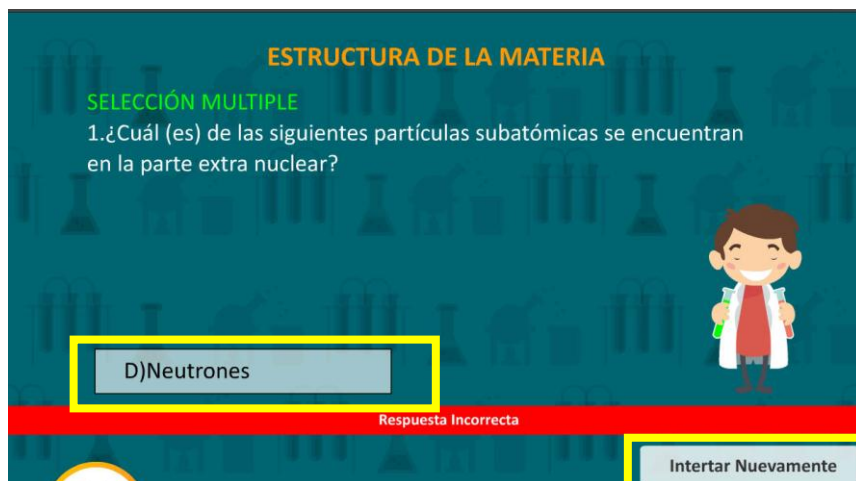 ESTRUCTURA DE LA MATERIA
SELECCIÓN MULTIPLE
1.¿Cuál (es) de las siguientes partículas subatómicas se encuentran
en la parte extra nuclear?
D)Neutrones
Respuesta Incorrecta
Intertar Nuevamente